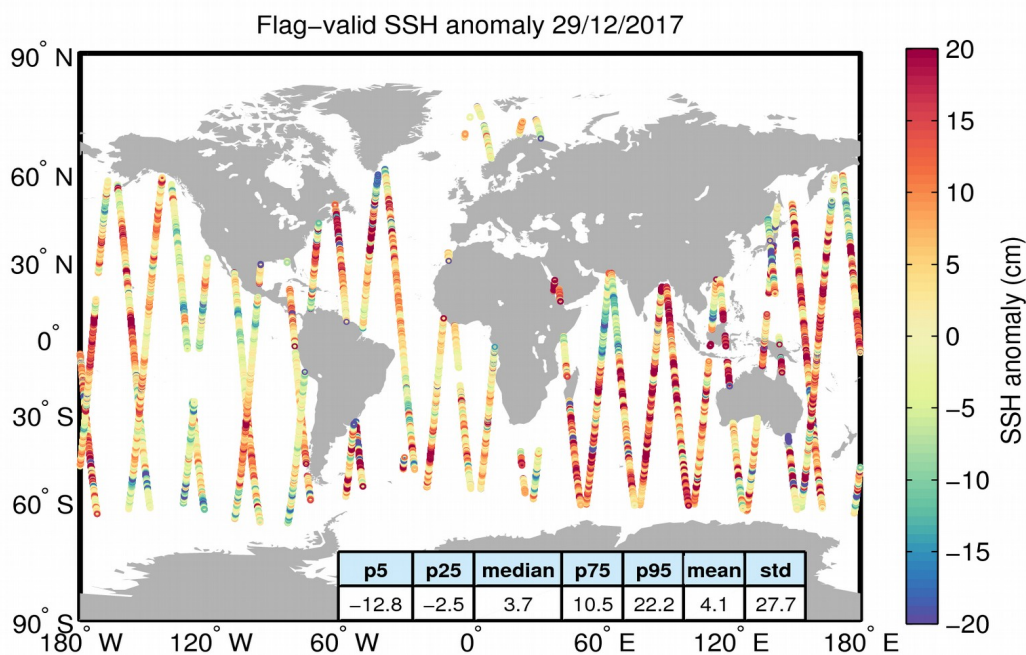 Flag−valid SSH anomaly 29/12/2017
90° N
60° N
30° N
0°
30° S
60° S
90° S
180° W
120° W
60° W
0°
60° E
120° E
180° E
p5 p25 median p75 p95 mean std
−12.8 −2.5 3.7 10.5 22.2 4.1 27.7
20
15
10
5
0
−5
−10
−15
−20
SSH anomaly (cm)